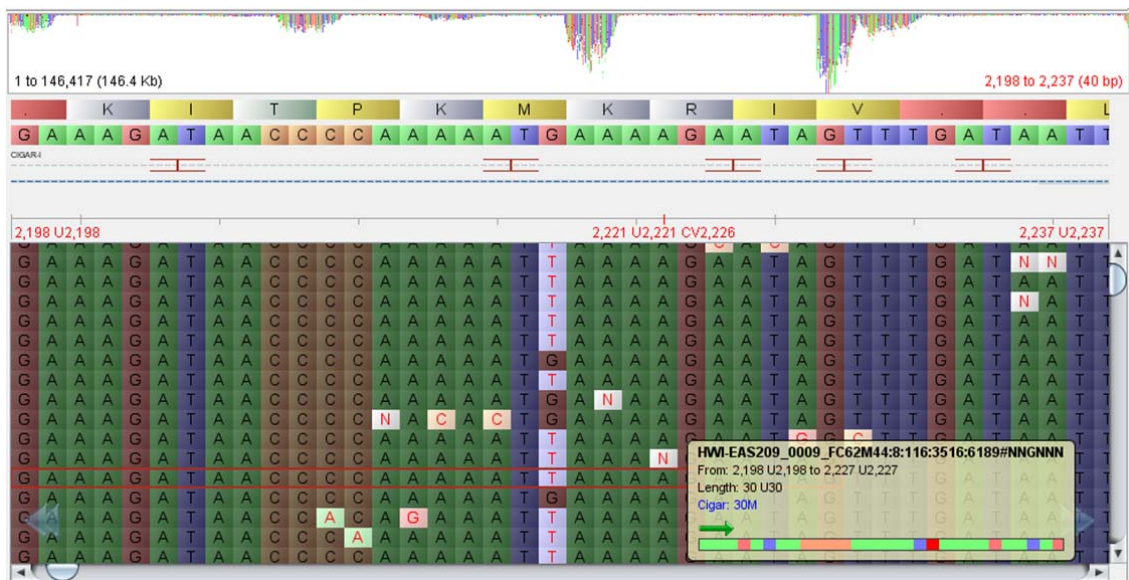 1 to 146,417 (146.4 Kb)
2,198 to 2,237 (40 bp)
. K I T P K M K R I V . . L
G A A A G A T A A C C C C A A A A A T G A A A A G A A T A G T T T G A T A A T T
CIGAR-I
2,198 U2,198 2,221 U2,221 CV2,226 2,237 U2,237
G A A A G A T A A C C C C A A A A A T T A A A A G A A T A G T T T G A T N N T T
G A A A G A T A A C C C C A A A A A T T A A A A G A A T A G T T T G A T A A T T
G A A A G A T A A C C C C A A A A A T T A A A A G A A T A G T T T G A T N A T T
G A A A G A T A A C C C C A A A A A T T A A A A G A A T A G T T T G A T A A T T
G A A A G A T A A C C C C A A A A A T T A A A A G A A T A G T T T G A T A A T T
G A A A G A T A A C C C C A A A A A T G A A A A G A A T A G T T T G A T A A T T
G A A A G A T A A C C C C A A A A A T T A A A A G A A T A G T T T G A T A A T T
G A A A G A T A A C C C C A A A A A T G A N A A G A A T A G T T T G A T A A T T
G A A A G A T A A C C C C N A C A C T G A A A A G A A T A G T T T G A T A A T T
G A A A G A T A A C C C C A A A A A T T A A A A
G A A A G A T A A C C C C A A A A A T T A A A N
G A A A G A T A A C C C C A A A A A T T A A A A
G A A A G A T A A C C C C A A A A A T G A A A A
G A A A G A T A A C C A C A G A A A T T A A A A
G A A A G A T A A C C C A A A A A A T T A A A A
G A A A G A T A A C C C C A A A A A T T A A A A
HWI-EAS209_0009_FC62M44:8:116:3516:6189#NNGNNN
From: 2,198 U2,198 to 2,227 U2,227
Length: 30 U30
Cigar: 30M